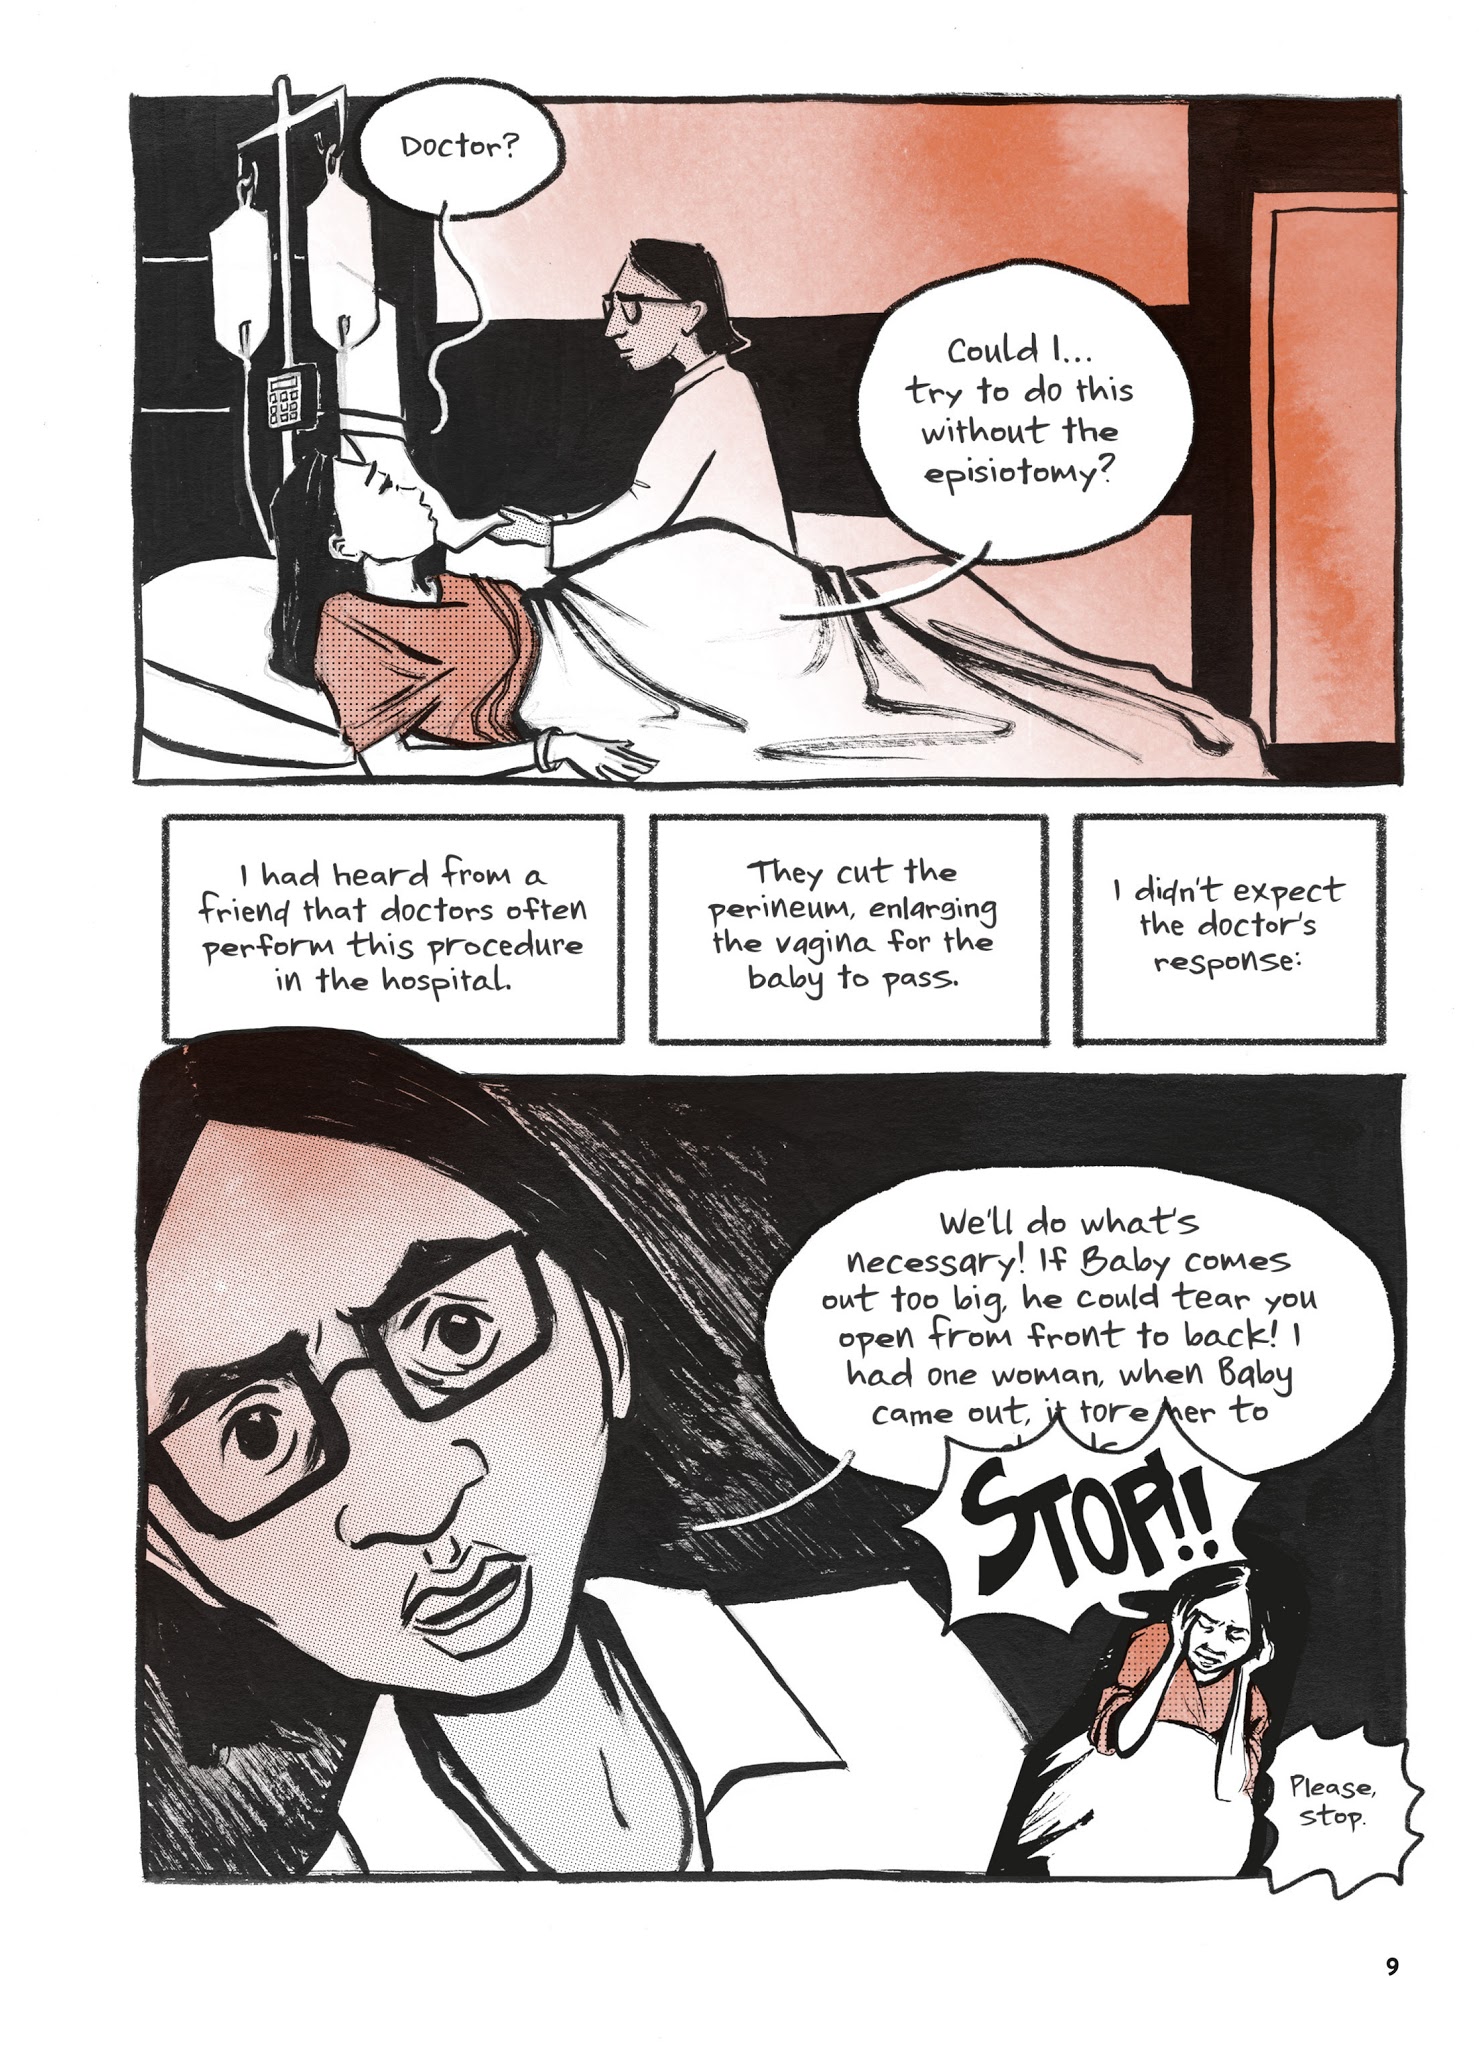 Doctor?
Could I...
try to do this
without the
episiotomy?
I had heard from a
friend that doctors often
perform this procedure
in the hospital.
They cut the
perineum, enlarging
the vagina for the
baby to pass.
I didn't expect
the doctor's
response:
We'll do what's
necessary! If Baby comes
out too big, he could tear you
open from front to back! I
had one woman, when Baby
came out, it tore her to
STOP!!
Please,
stop.
9